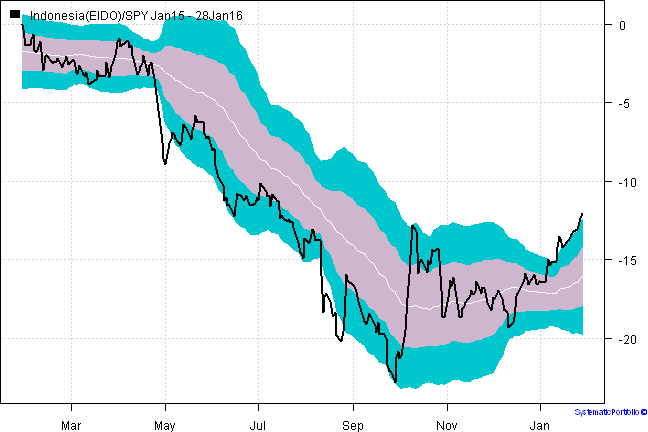 Indonesia(EIDO)/SPY Jan15 - 28Jan16
0
-5
-10
-15
-20
Mar May Jul Sep Nov Jan
SystematicPortfolio ©